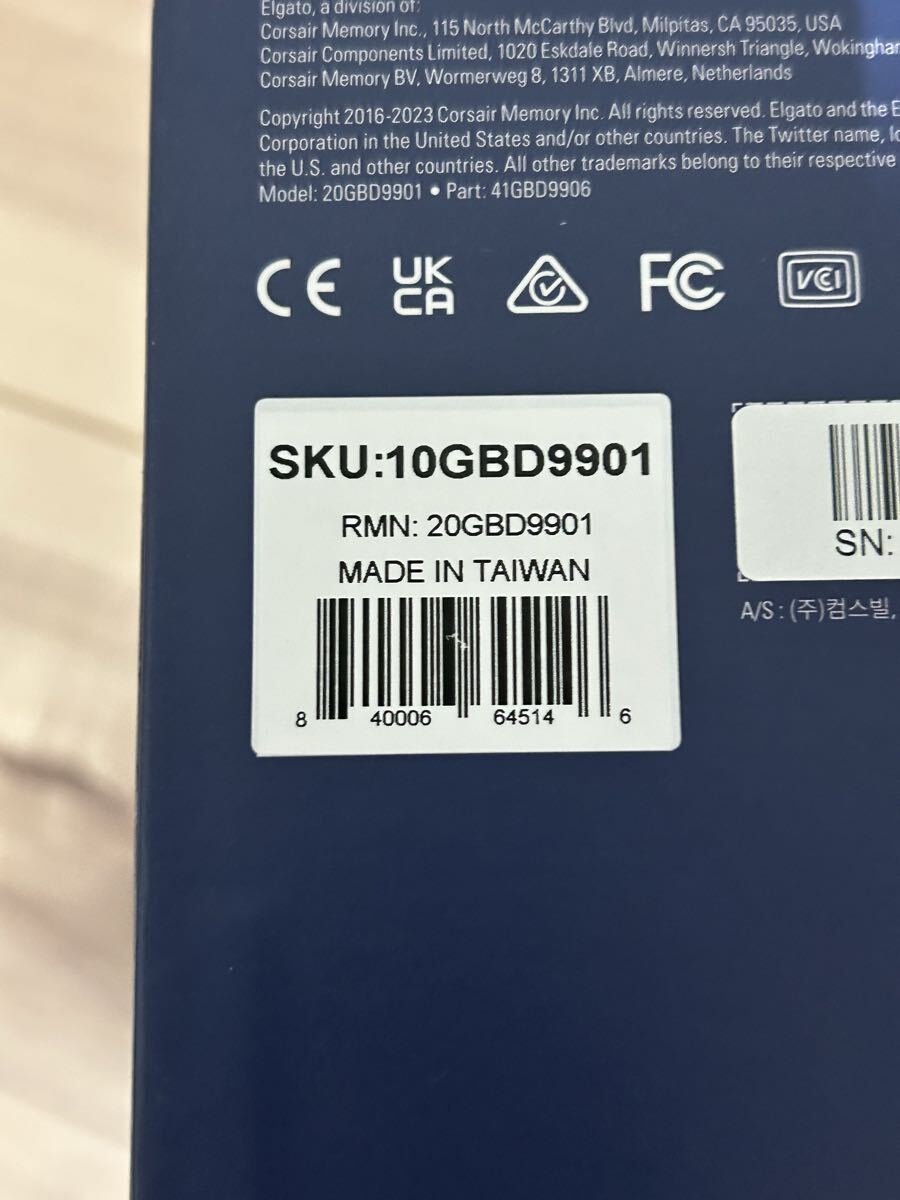 Elgato, a division of:
Corsair Memory Inc., 115 North McCarthy Blvd, Milpitas, CA 95035, USA
Corsair Components Limited, 1020 Eskdale Road, Winnersh Triangle, Wokingham
Corsair Memory BV, Wormerweg 8, 1311 XB, Almere, Netherlands
Copyright 2016-2023 Corsair Memory Inc. All rights reserved. Elgato and the E
Corporation in the United States and/or other countries. The Twitter name, lo
the U.S. and other countries. All other trademarks belong to their respective
Model: 20GBD9901 • Part: 41GBD9906
CE UK CA FC VCCI
SKU:10GBD9901
RMN: 20GBD9901
MADE IN TAIWAN
8 40006 64514 6
SN:
A/S : (주)컴스빌,